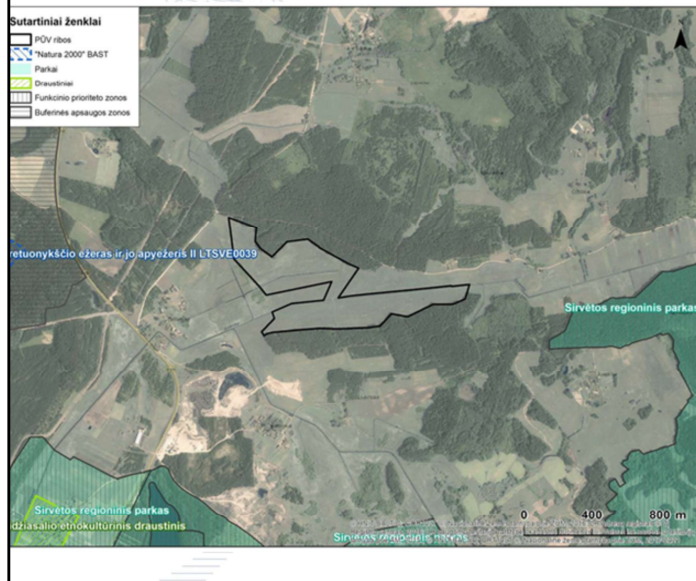 Sutartiniai ženklai
PŪV ribos
"Natura 2000" BAST
Parkai
Draustiniai
Funkcinio prioriteto zonos
Buferinės apsaugos zonos
retuonykščio ežeras ir jo apyežeris II LTSVE0039
Sirvėtos regioninis parkas
Sirvėtos regioninis parkas
džiasalio etnokultūrinis draustinis
Sirvėtos regioninis parkas
0 400 800 m